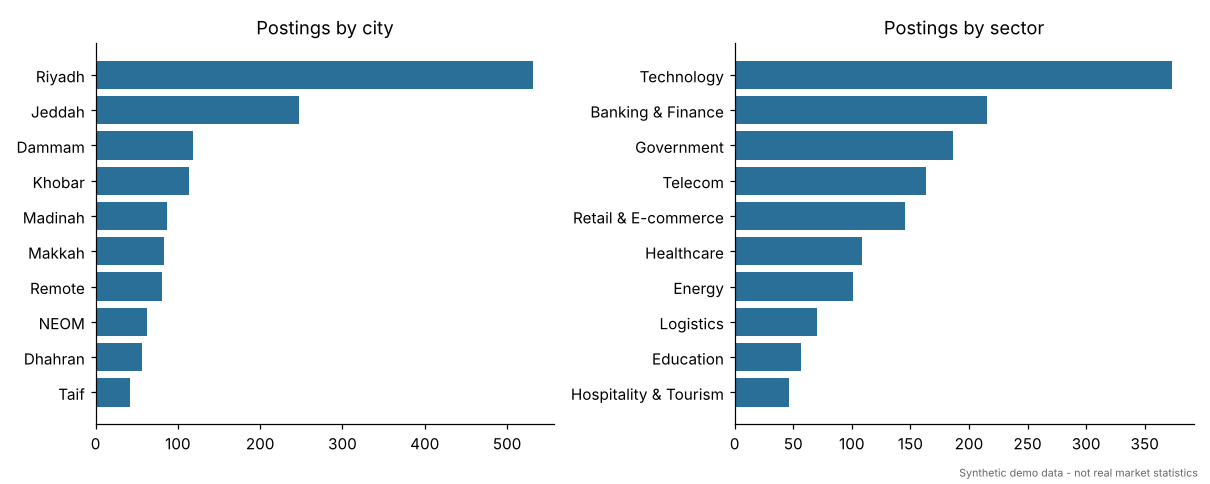 Postings by city
Riyadh
Jeddah
Dammam
Khobar
Madinah
Makkah
Remote
NEOM
Dhahran
Taif
0 100 200 300 400 500
Postings by sector
Technology
Banking & Finance
Government
Telecom
Retail & E-commerce
Healthcare
Energy
Logistics
Education
Hospitality & Tourism
0 50 100 150 200 250 300 350
Synthetic demo data - not real market statistics